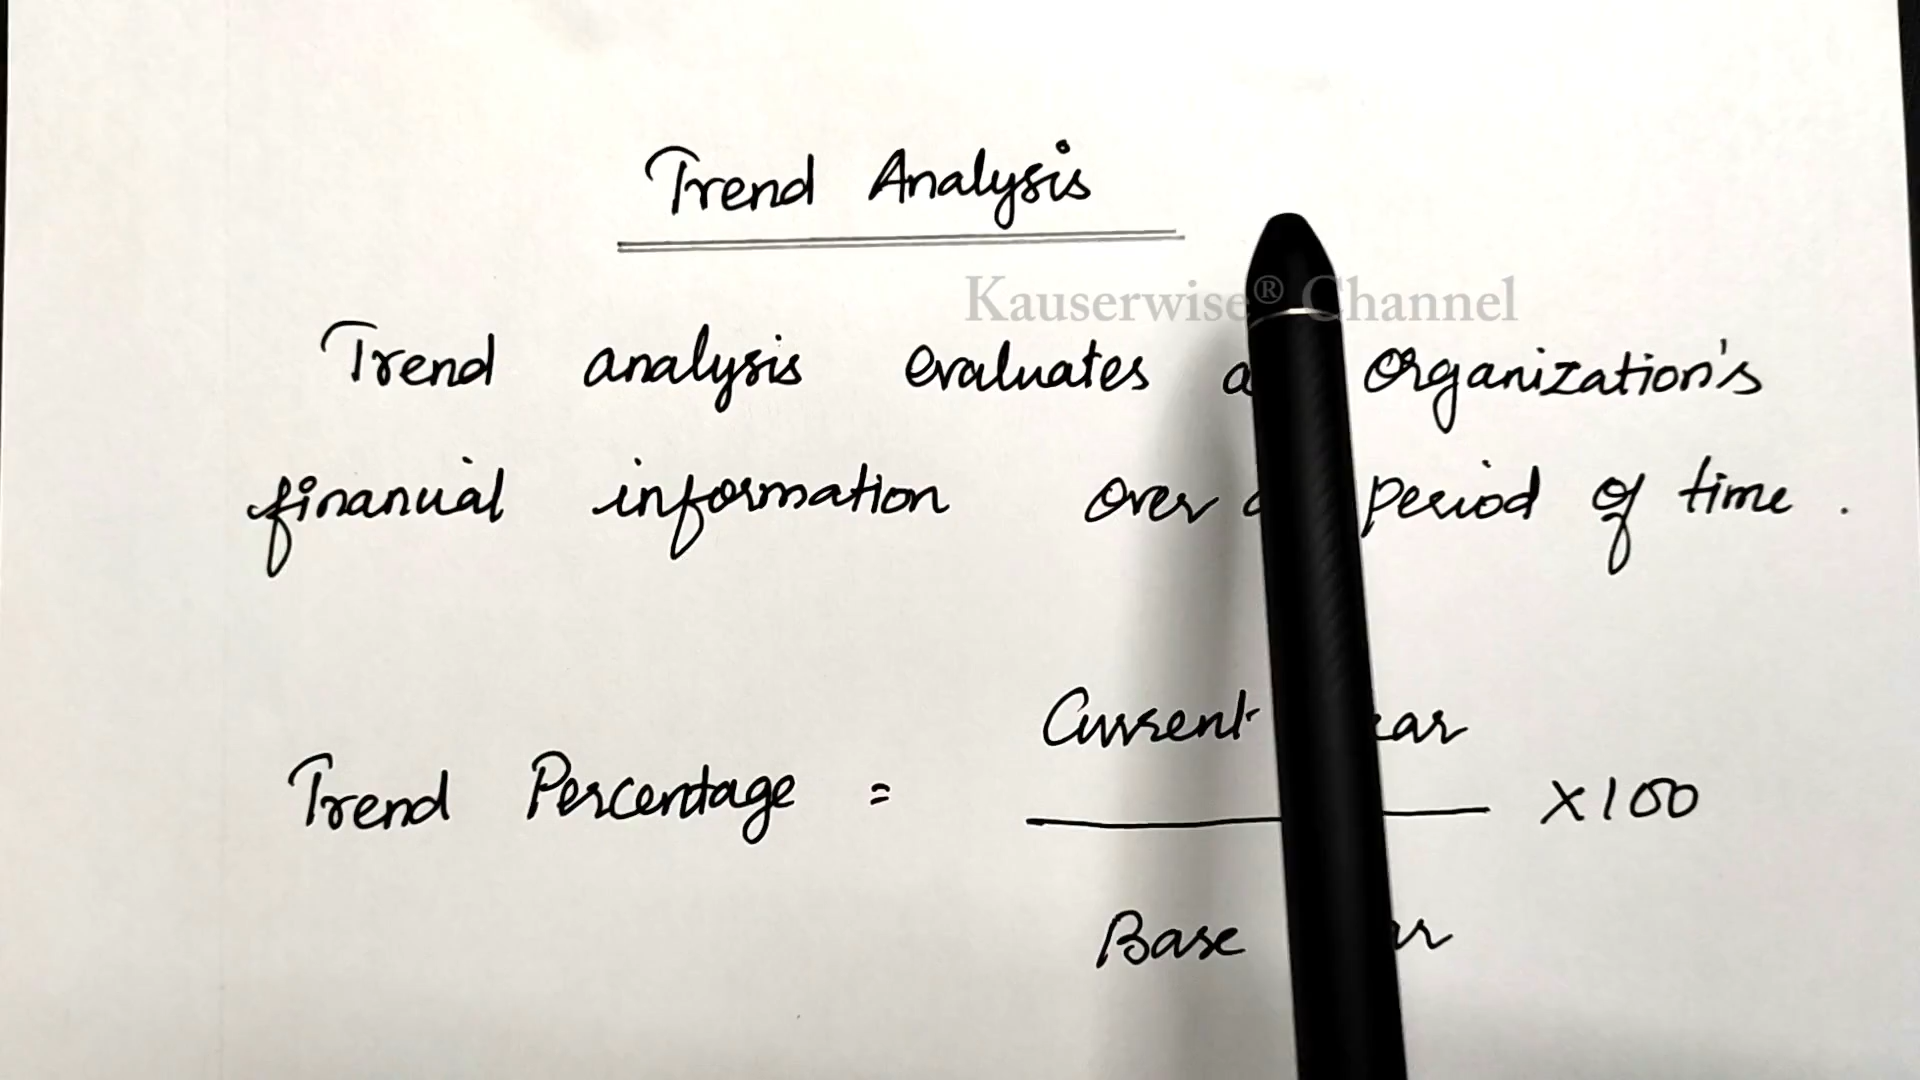 Trend Analysis
Kauserwise® Channel
Trend analysis evaluates organization's
financial information over period of time.
Trend Percentage = Current / Base × 100